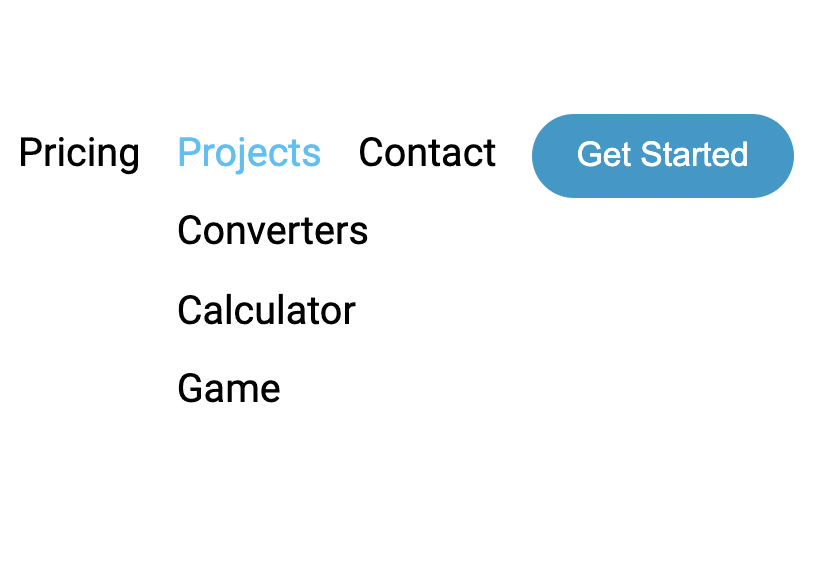 Pricing Projects Contact Get Started
Converters
Calculator
Game